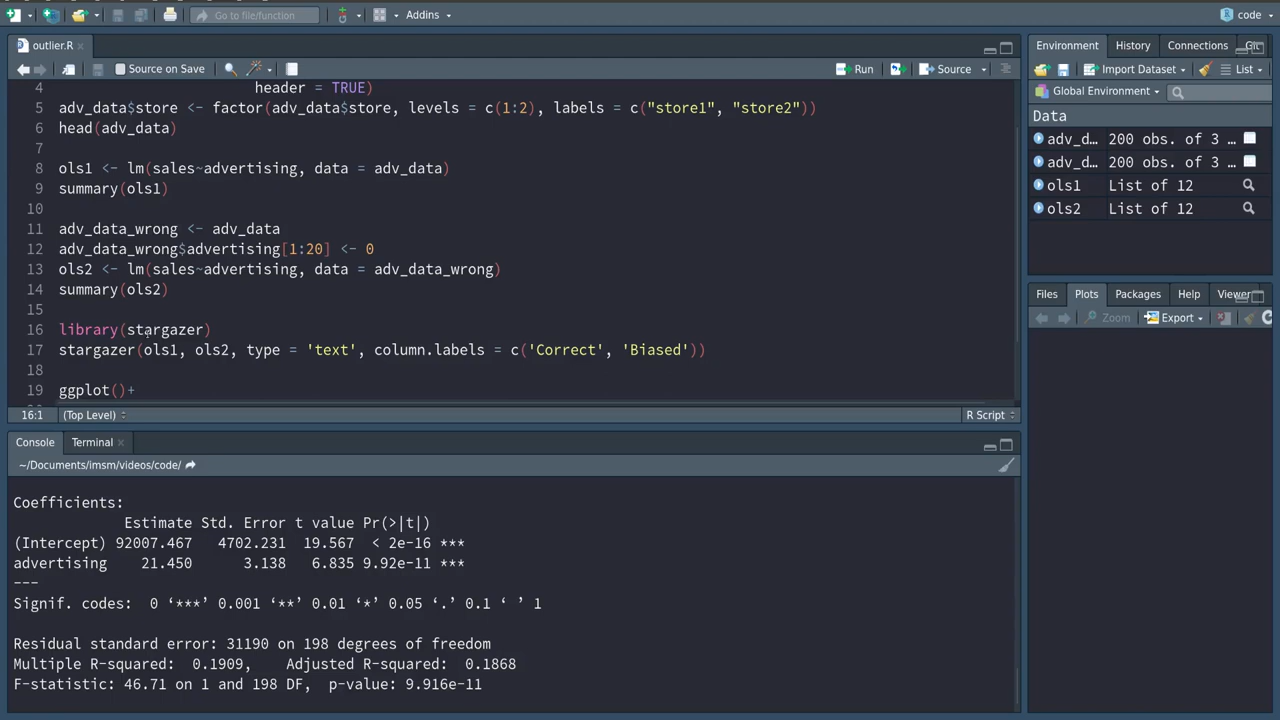 Go to file/function
Addins
code
outlier.R
Source on Save
Run
Source
4 header = TRUE)
5 adv_data$store <- factor(adv_data$store, levels = c(1:2), labels = c("store1", "store2"))
6 head(adv_data)
7
8 ols1 <- lm(sales~advertising, data = adv_data)
9 summary(ols1)
10
11 adv_data_wrong <- adv_data
12 adv_data_wrong$advertising[1:20] <- 0
13 ols2 <- lm(sales~advertising, data = adv_data_wrong)
14 summary(ols2)
15
16 library(stargazer)
17 stargazer(ols1, ols2, type = 'text', column.labels = c('Correct', 'Biased'))
18
19 ggplot()+
16:1 (Top Level) R Script
Console Terminal
~/Documents/imsm/videos/code/
Coefficients:
Estimate Std. Error t value Pr(>|t|)
(Intercept) 92007.467 4702.231 19.567 < 2e-16 ***
advertising 21.450 3.138 6.835 9.92e-11 ***
---
Signif. codes: 0 ‘***’ 0.001 ‘**’ 0.01 ‘*’ 0.05 ‘.’ 0.1 ‘ ’ 1
Residual standard error: 31190 on 198 degrees of freedom
Multiple R-squared: 0.1909, Adjusted R-squared: 0.1868
F-statistic: 46.71 on 1 and 198 DF, p-value: 9.916e-11
Environment History Connections Git
Import Dataset List
Global Environment
Data
adv_d… 200 obs. of 3 …
adv_d… 200 obs. of 3 …
ols1 List of 12
ols2 List of 12
Files Plots Packages Help Viewer
Zoom Export